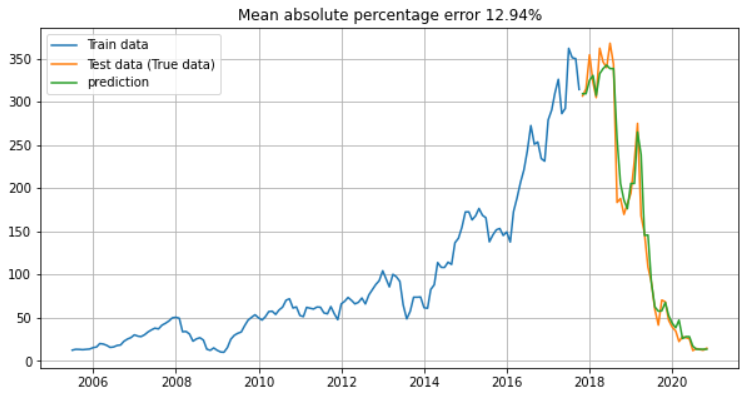 Mean absolute percentage error 12.94%
Train data
Test data (True data)
prediction
350
300
250
200
150
100
50
0
2006 2008 2010 2012 2014 2016 2018 2020